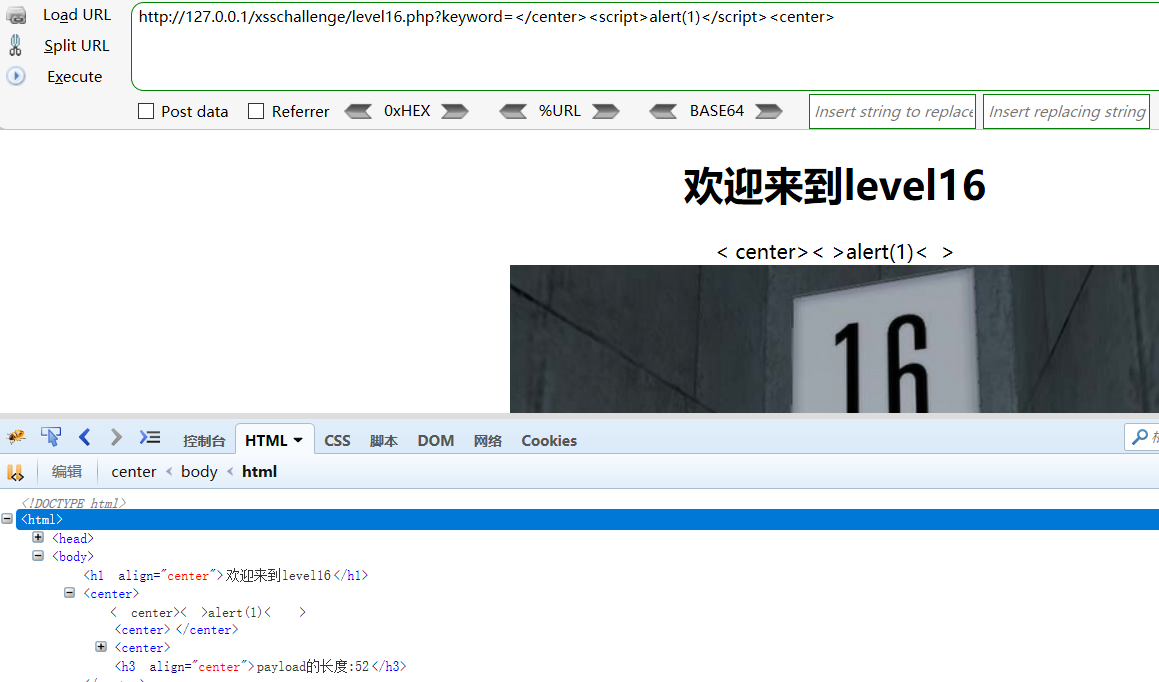 Load URL
http://127.0.0.1/xsschallenge/level16.php?keyword=</center><script>alert(1)</script><center>
Split URL
Execute
Post data Referrer 0xHEX %URL BASE64 Insert string to replace Insert replacing string
欢迎来到level16
< center>< >alert(1)< >
16
控制台 HTML CSS 脚本 DOM 网络 Cookies
编辑 center < body < html
<!DOCTYPE html>
<html>
<head>
<body>
<h1 align="center">欢迎来到level16</h1>
<center>
< center>< >alert(1)< >
<center></center>
<center>
<h3 align="center">payload的长度:52</h3>